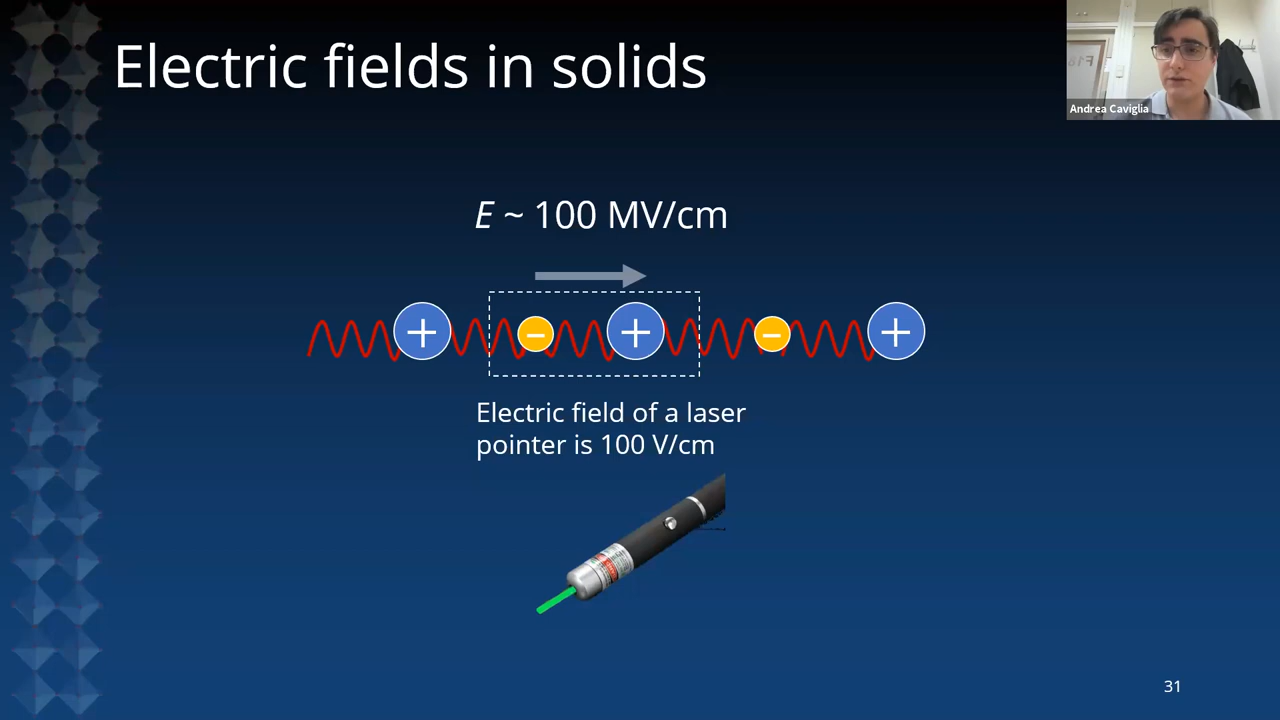 Electric fields in solids
Andrea Caviglia
E ~ 100 MV/cm
+ − + − +
Electric field of a laser
pointer is 100 V/cm
31